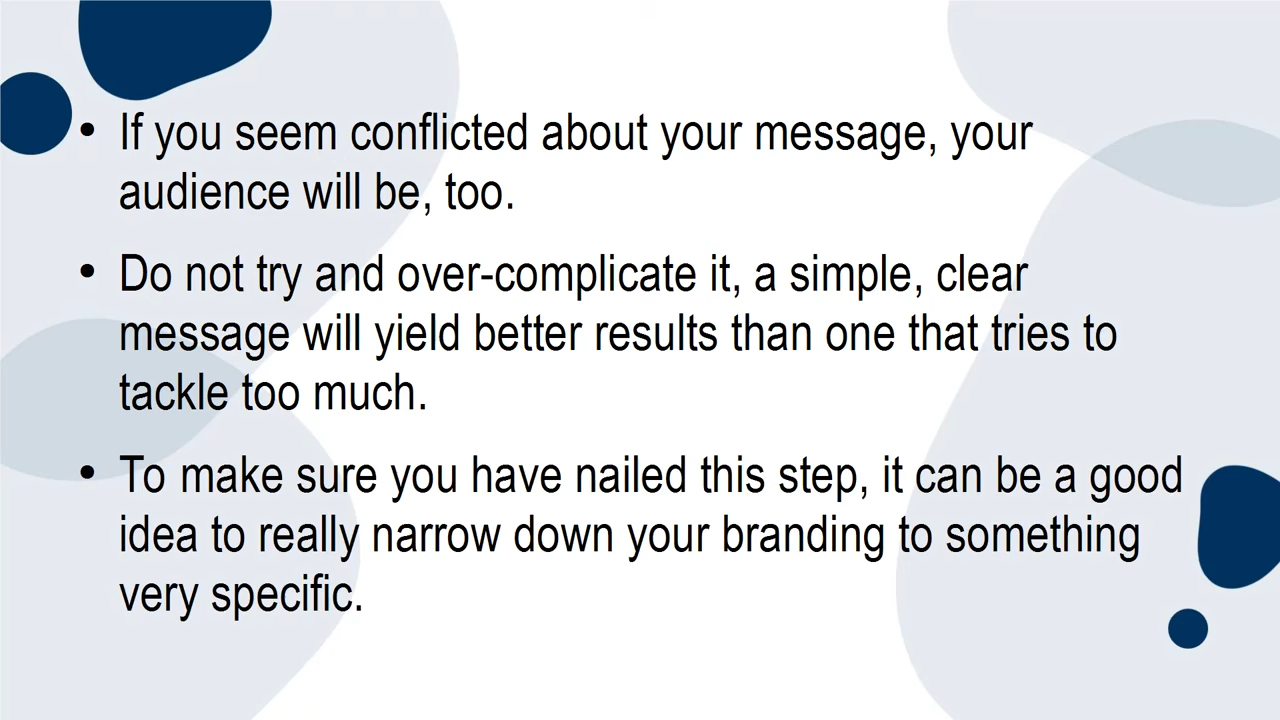 • If you seem conflicted about your message, your
audience will be, too.
• Do not try and over-complicate it, a simple, clear
message will yield better results than one that tries to
tackle too much.
• To make sure you have nailed this step, it can be a good
idea to really narrow down your branding to something
very specific.